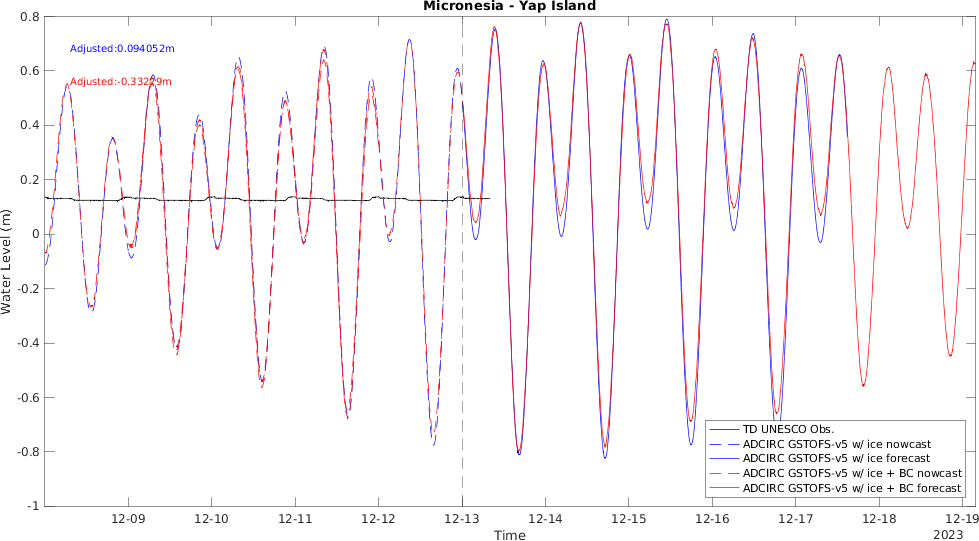 Micronesia - Yap Island
0.8
0.6
0.4
0.2
0
-0.2
-0.4
-0.6
-0.8
-1
Water Level (m)
Adjusted:0.094052m
TD UNESCO Obs.
ADCIRC GSTOFS-v5 w/ ice nowcast
ADCIRC GSTOFS-v5 w/ ice forecast
ADCIRC GSTOFS-v5 w/ ice + BC nowcast
ADCIRC GSTOFS-v5 w/ ice + BC forecast
12-09 12-10 12-11 12-12 12-13 12-14 12-15 12-16 12-17 12-18 12-19
Time
2023